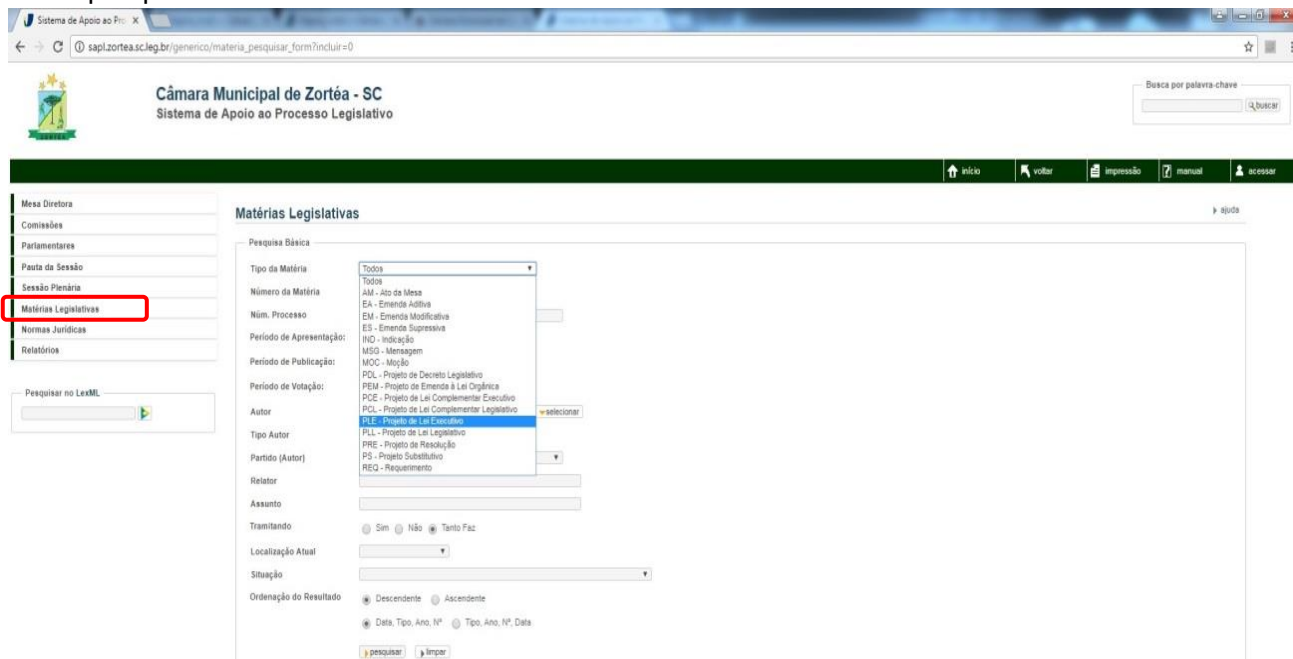 Sistema de Apoio ao Pro
sapl.zortea.sc.leg.br/generico/materia_pesquisar_form?incluir=0
Câmara Municipal de Zortéa - SC
Sistema de Apoio ao Processo Legislativo
ZORTÉA
Busca por palavra-chave
buscar
início
voltar
impressão
manual
acessar
Mesa Diretora
Comissões
Parlamentares
Pauta da Sessão
Sessão Plenária
Matérias Legislativas
Normas Jurídicas
Relatórios
Pesquisar no LexML
Matérias Legislativas
ajuda
Pesquisa Básica
Tipo da Matéria
Todos
Todos
AM - Ato da Mesa
EA - Emenda Aditiva
EM - Emenda Modificativa
ES - Emenda Supressiva
IND - Indicação
MSG - Mensagem
MOC - Moção
PDL - Projeto de Decreto Legislativo
PEM - Projeto de Emenda à Lei Orgânica
PCE - Projeto de Lei Complementar Executivo
PCL - Projeto de Lei Complementar Legislativo
PLE - Projeto de Lei Executivo
PLL - Projeto de Lei Legislativo
PRE - Projeto de Resolução
PS - Projeto Substitutivo
REQ - Requerimento
Número da Matéria
Núm. Processo
Período de Apresentação:
Período de Publicação:
Período de Votação:
Autor
selecionar
Tipo Autor
Partido (Autor)
Relator
Assunto
Tramitando
Sim Não Tanto Faz
Localização Atual
Situação
Ordenação do Resultado
Descendente Ascendente
Data, Tipo, Ano, Nº Tipo, Ano, Nº, Data
pesquisar limpar